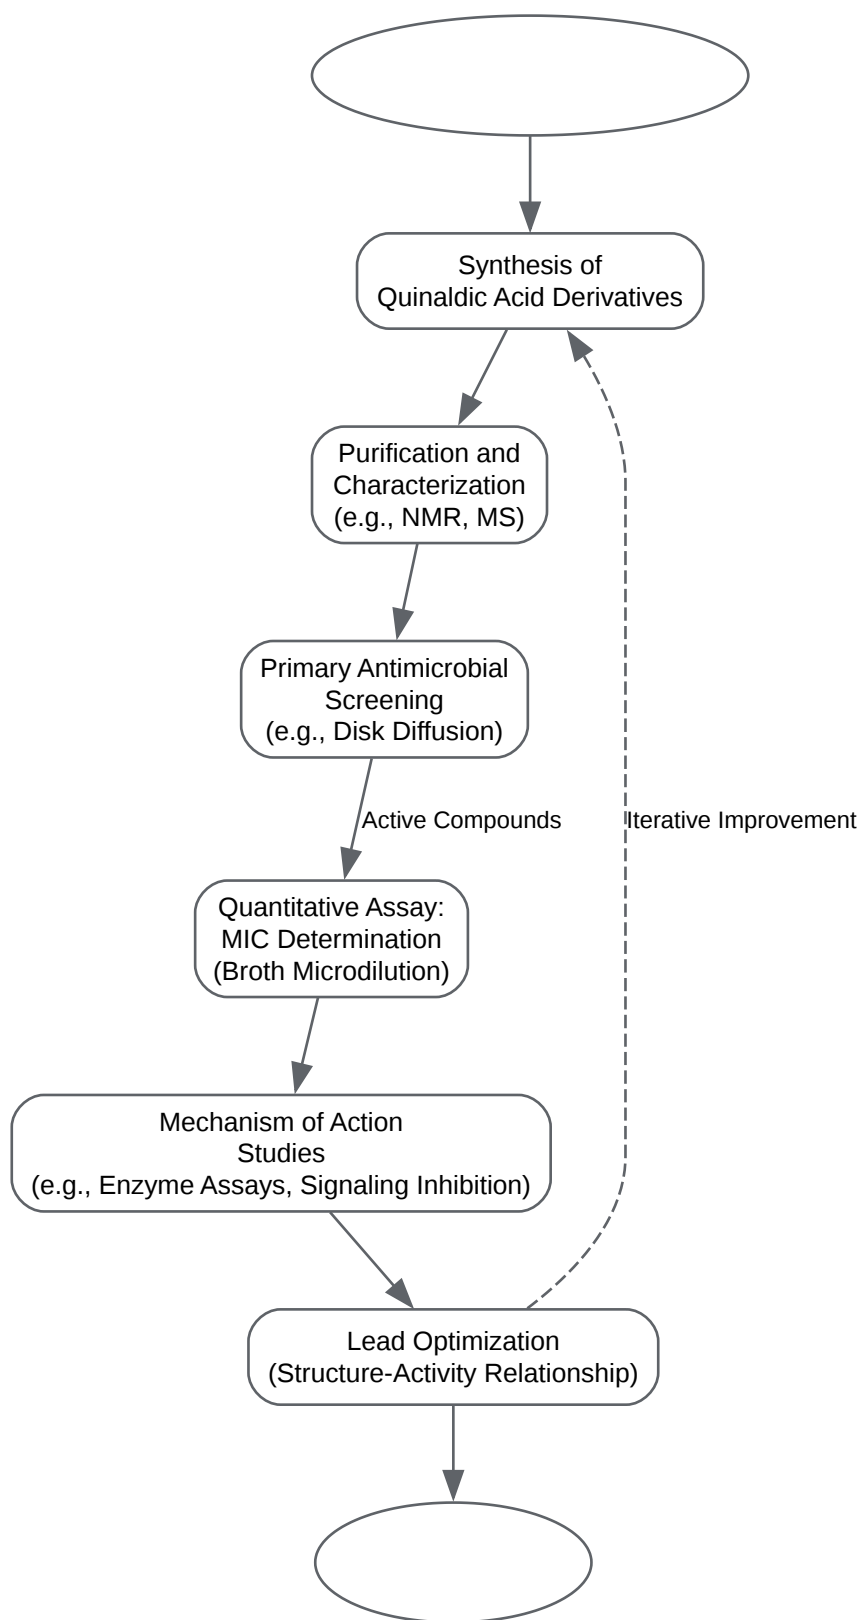 Synthesis of
Quinaldic Acid Derivatives
Purification and
Characterization
(e.g., NMR, MS)
Primary Antimicrobial
Screening
(e.g., Disk Diffusion)
Active Compounds
Iterative Improvement
Quantitative Assay:
MIC Determination
(Broth Microdilution)
Mechanism of Action
Studies
(e.g., Enzyme Assays, Signaling Inhibition)
Lead Optimization
(Structure-Activity Relationship)